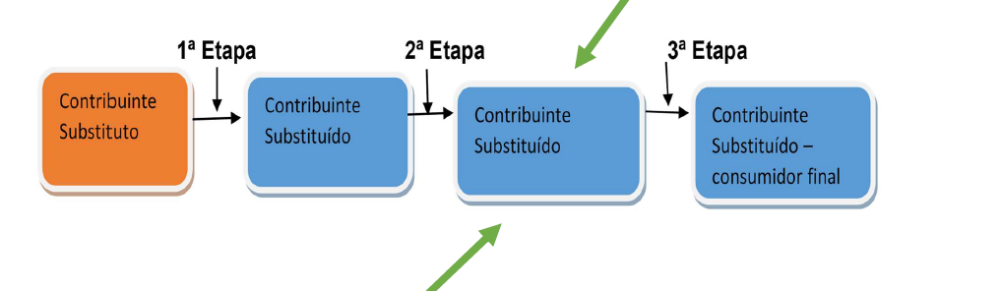 1ª Etapa
2ª Etapa
3ª Etapa
Contribuinte
Substituto
Contribuinte
Substituído
Contribuinte
Substituído
Contribuinte
Substituído –
consumidor final